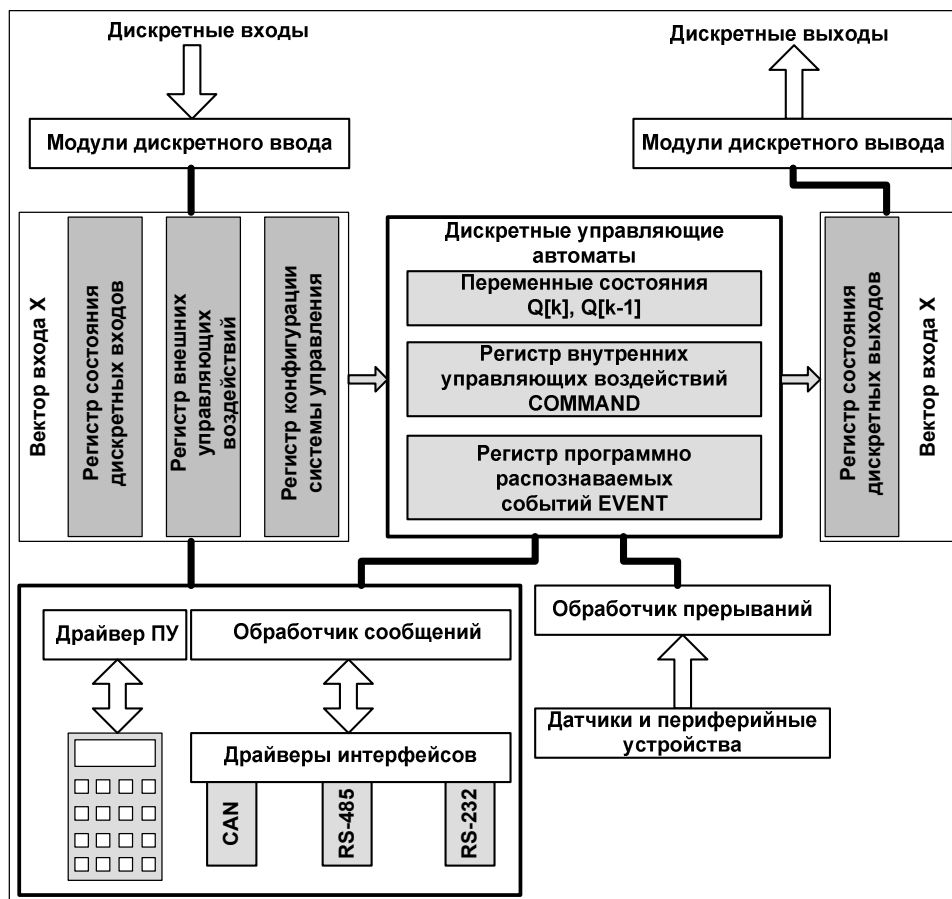 Дискретные входы
Дискретные выходы
Модули дискретного ввода
Модули дискретного вывода
Вектор входа X
Регистр состояния
дискретных входов
Регистр внешних
управляющих
воздействий
Регистр конфигурации
системы управления
Дискретные управляющие
автоматы
Переменные состояния
Q[k], Q[k-1]
Регистр внутренних
управляющих воздействий
COMMAND
Регистр программно
распознаваемых
событий EVENT
Регистр состояния
дискретных выходов
Вектор входа X
Драйвер ПУ
Обработчик сообщений
Обработчик прерываний
Драйверы интерфейсов
Датчики и периферийные
устройства
CAN
RS-485
RS-232